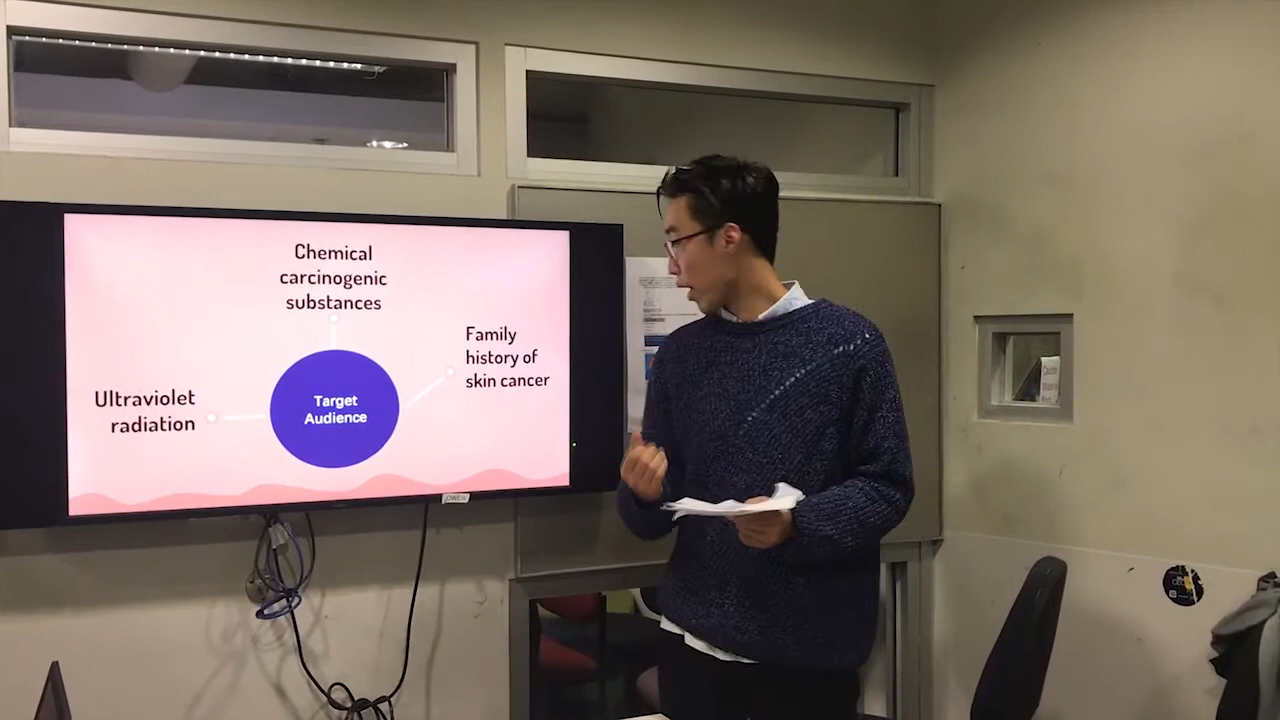 Chemical
carcinogenic
substances
Family
history of
skin cancer
Ultraviolet
radiation
Target
Audience